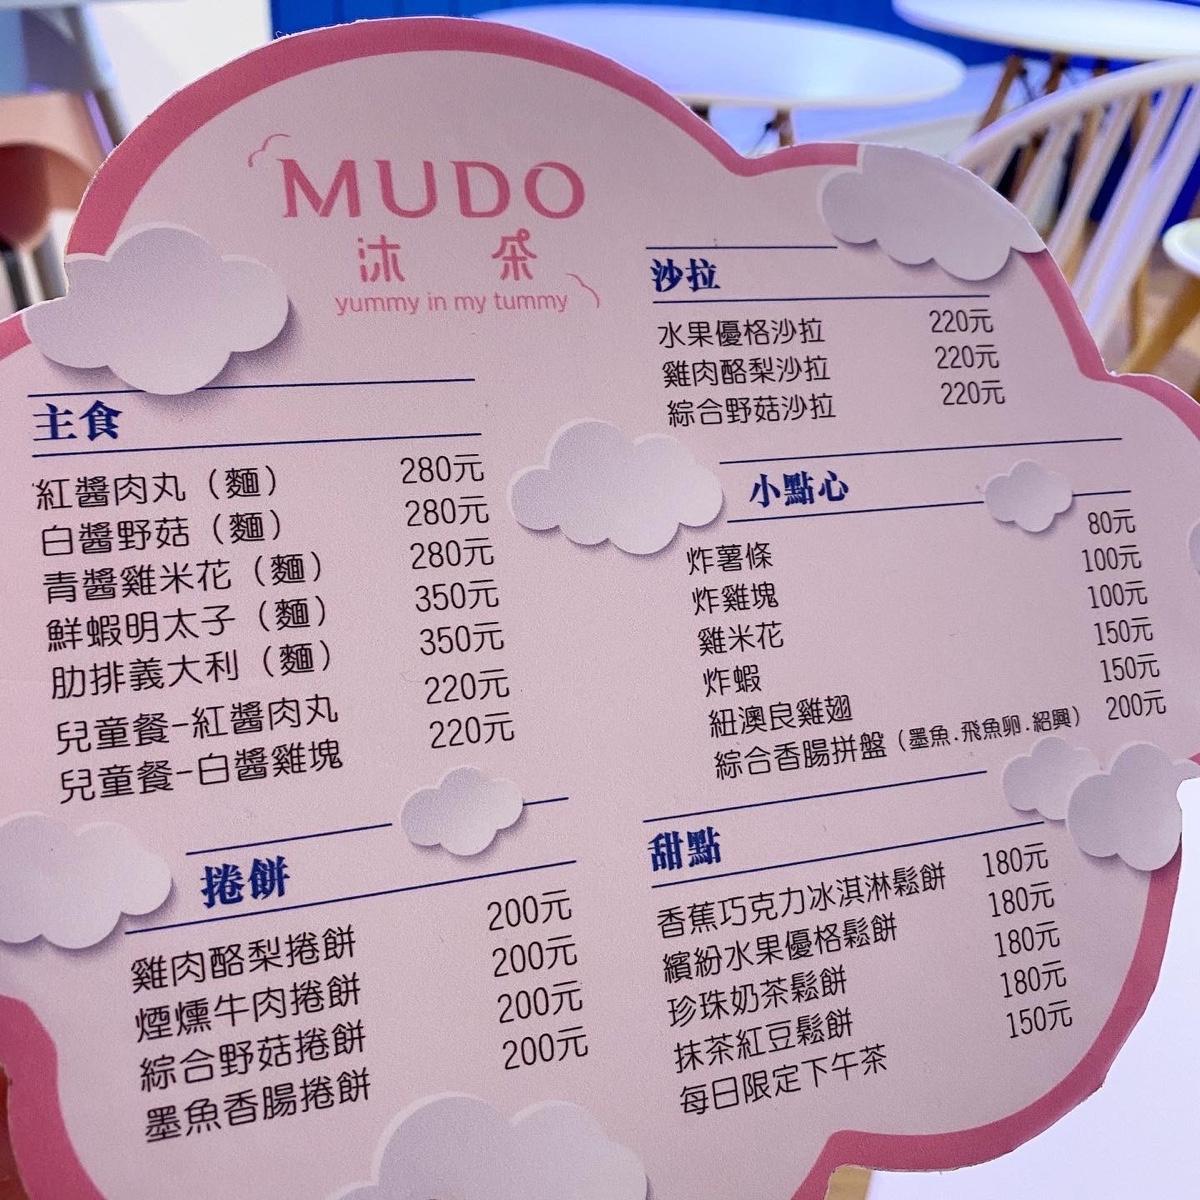 MUDO
沐朵
yummy in my tummy
主食
紅醬肉丸（麵） 280元
白醬野菇（麵） 280元
青醬雞米花（麵） 280元
鮮蝦明太子（麵） 350元
肋排義大利（麵） 350元
兒童餐-紅醬肉丸 220元
兒童餐-白醬雞塊 220元
捲餅
雞肉酪梨捲餅 200元
煙燻牛肉捲餅 200元
綜合野菇捲餅 200元
墨魚香腸捲餅 200元
沙拉
水果優格沙拉 220元
雞肉酪梨沙拉 220元
綜合野菇沙拉 220元
小點心
炸薯條 80元
炸雞塊 100元
雞米花 100元
炸蝦 150元
紐澳良雞翅 150元
綜合香腸拼盤（墨魚.飛魚卵.紹興） 200元
甜點
香蕉巧克力冰淇淋鬆餅 180元
繽紛水果優格鬆餅 180元
珍珠奶茶鬆餅 180元
抹茶紅豆鬆餅 180元
每日限定下午茶 150元